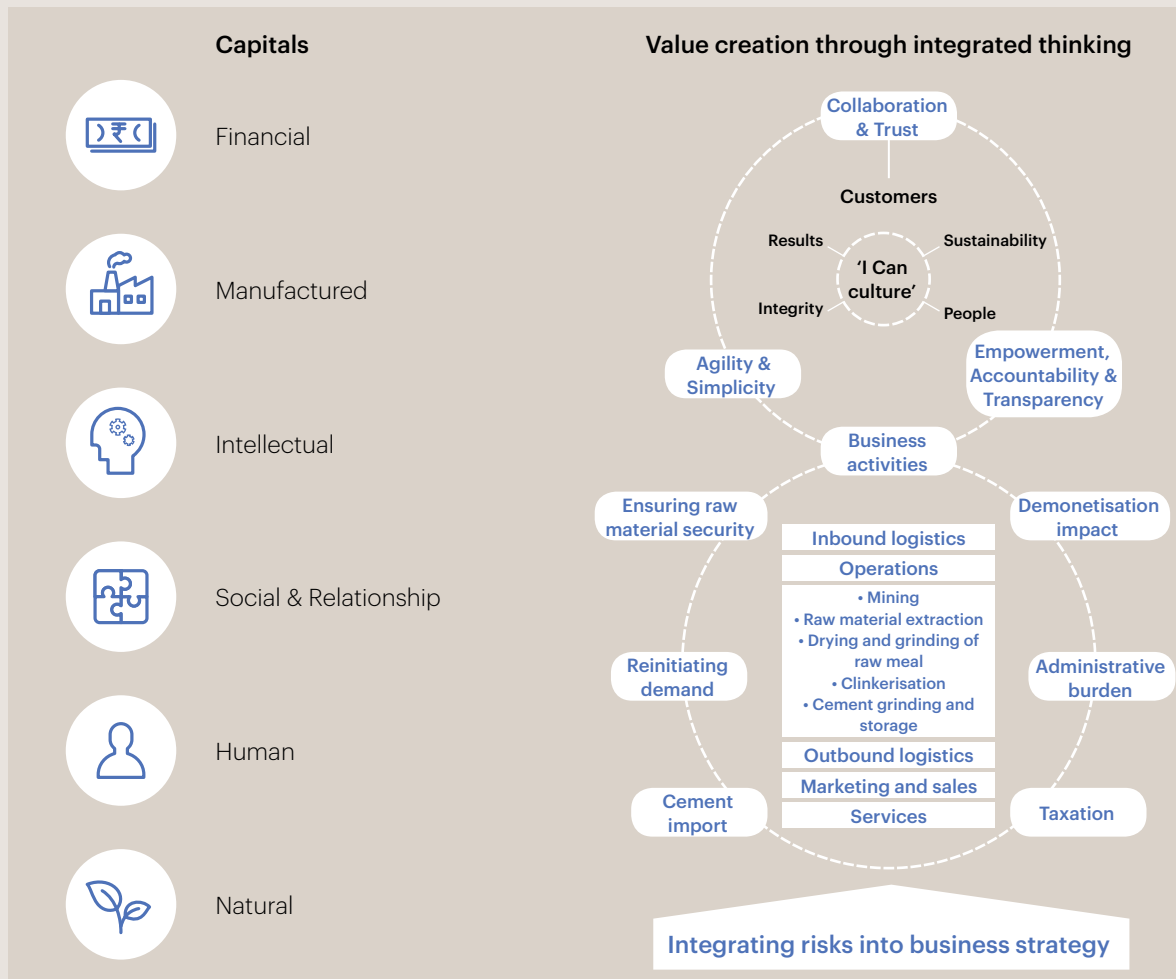 Capitals
Financial
Manufactured
Intellectual
Social & Relationship
Human
Natural
Value creation through integrated thinking
Collaboration
& Trust
Customers
Results
Sustainability
‘I Can
culture’
Integrity
People
Agility &
Simplicity
Empowerment,
Accountability &
Transparency
Business
activities
Ensuring raw
material security
Demonetisation
impact
Inbound logistics
Operations
• Mining
• Raw material extraction
• Drying and grinding of
raw meal
• Clinkerisation
• Cement grinding and
storage
Reinitiating
demand
Administrative
burden
Outbound logistics
Marketing and sales
Services
Cement
import
Taxation
Integrating risks into business strategy